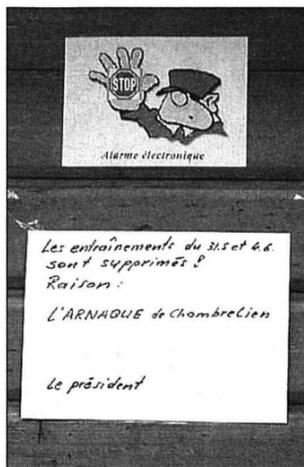 STOP
Alarme électronique
Les entraînements du 31.5 et 4.6.
sont supprimés !
Raison :
L'ARNAQUE de Chambrelien
Le président